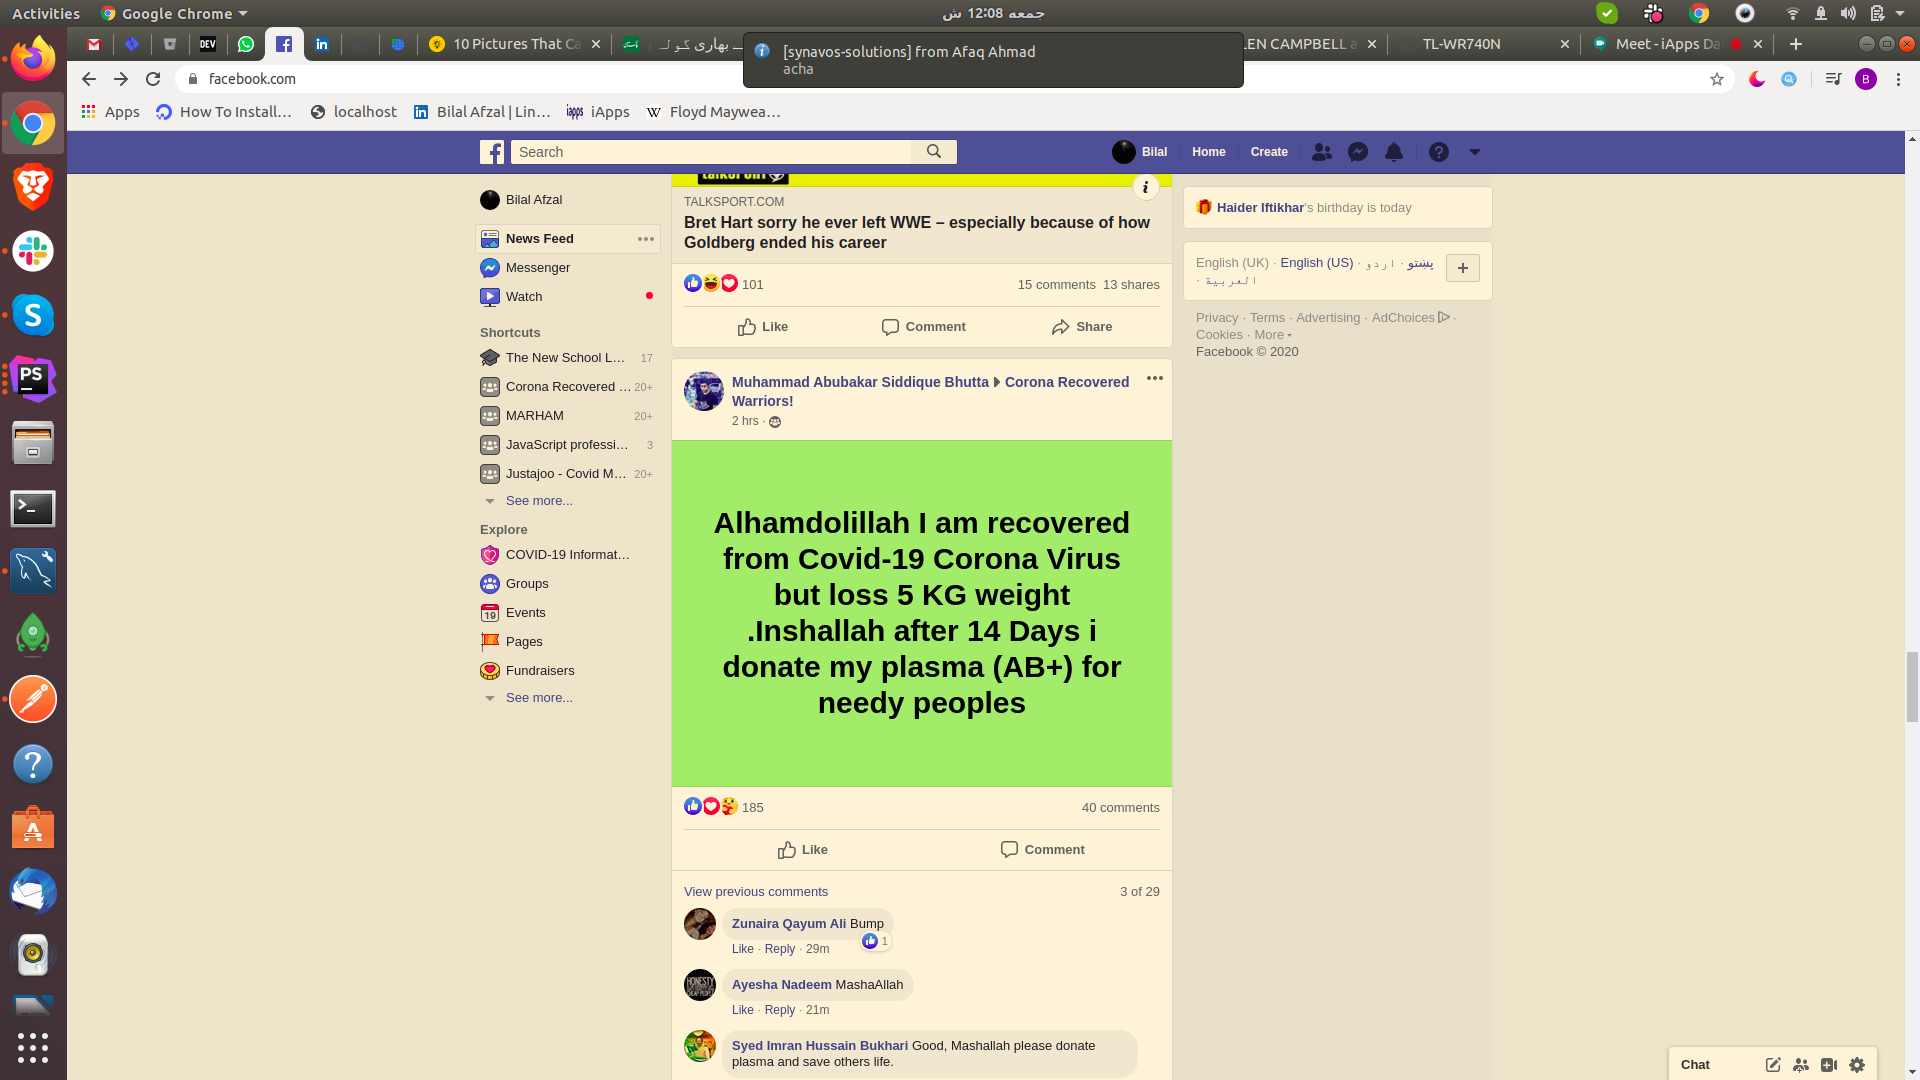 Activities
Google Chrome
جمعه 12:08 ش
10 Pictures That Ca
بھاری گولہ
[synavos-solutions] from Afaq Ahmad
acha
LEN CAMPBELL a
TL-WR740N
Meet - iApps Da
facebook.com
Apps
How To Install…
localhost
Bilal Afzal | Lin…
iApps
Floyd Maywea…
Search
Bilal
Home
Create
Bilal Afzal
News Feed
Messenger
Watch
Shortcuts
The New School L… 17
Corona Recovered … 20+
MARHAM 20+
JavaScript professi… 3
Justajoo - Covid M… 20+
See more...
Explore
COVID-19 Informat…
Groups
Events
Pages
Fundraisers
See more...
TALKSPORT.COM
Bret Hart sorry he ever left WWE – especially because of how
Goldberg ended his career
101
15 comments 13 shares
Like
Comment
Share
Muhammad Abubakar Siddique Bhutta Corona Recovered
Warriors!
2 hrs ·
Alhamdolillah I am recovered
from Covid-19 Corona Virus
but loss 5 KG weight
.Inshallah after 14 Days i
donate my plasma (AB+) for
needy peoples
185
40 comments
Like
Comment
View previous comments
3 of 29
Zunaira Qayum Ali Bump
1
Like · Reply · 29m
Ayesha Nadeem MashaAllah
Like · Reply · 21m
Syed Imran Hussain Bukhari Good, Mashallah please donate
plasma and save others life.
Haider Iftikhar's birthday is today
English (UK) · English (US) · اردو · پښتو
العربية ·
Privacy · Terms · Advertising · AdChoices ·
Cookies · More
Facebook © 2020
Chat